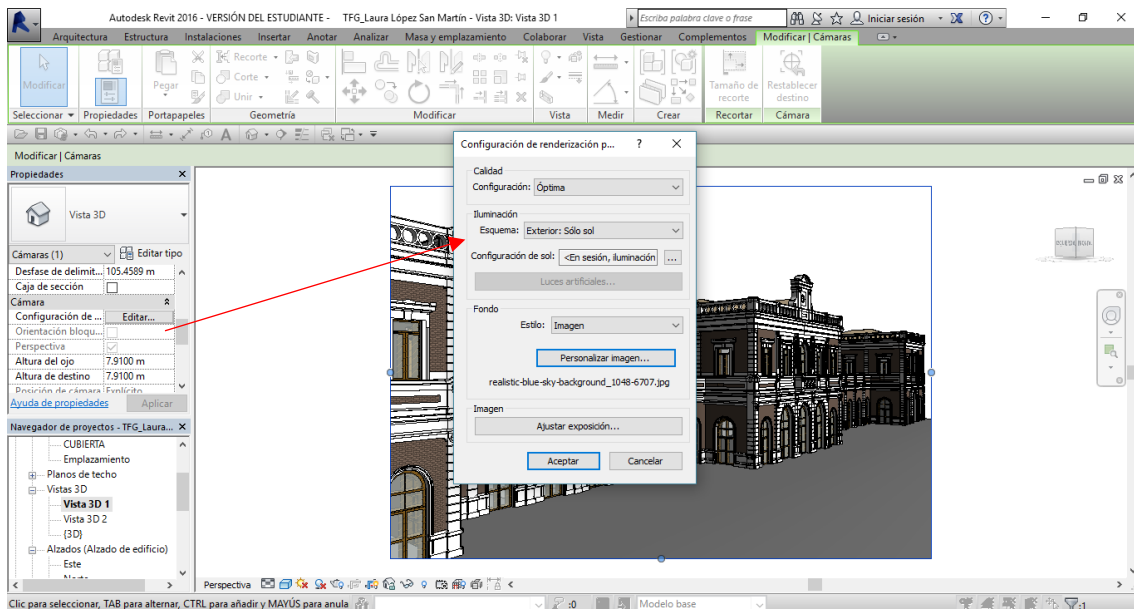 Autodesk Revit 2016 - VERSIÓN DEL ESTUDIANTE - TFG_Laura López San Martín - Vista 3D: Vista 3D 1
Escriba palabra clave o frase
Iniciar sesión
Arquitectura Estructura Instalaciones Insertar Anotar Analizar Masa y emplazamiento Colaborar Vista Gestionar Complementos Modificar | Cámaras
Modificar
Pegar
Recorte
Corte
Unir
Tamaño de recorte
Restablecer destino
Seleccionar Propiedades Portapapeles Geometría Modificar Vista Medir Crear Recortar Cámara
Modificar | Cámaras
Propiedades
Vista 3D
Cámaras (1)
Editar tipo
Desfase de delimit... 105.4589 m
Caja de sección
Cámara
Configuración de ... Editar...
Orientación bloqu...
Perspectiva
Altura del ojo 7.9100 m
Altura de destino 7.9100 m
Posición de cámara Explícito
Ayuda de propiedades
Aplicar
Navegador de proyectos - TFG_Laura...
CUBIERTA
Emplazamiento
Planos de techo
Vistas 3D
Vista 3D 1
Vista 3D 2
{3D}
Alzados (Alzado de edificio)
Este
Norte
Configuración de renderización p...
?
Calidad
Configuración: Óptima
Iluminación
Esquema: Exterior: Sólo sol
Configuración de sol: <En sesión, iluminación ...
Luces artificiales...
Fondo
Estilo: Imagen
Personalizar imagen...
realistic-blue-sky-background_1048-6707.jpg
Imagen
Ajustar exposición...
Aceptar Cancelar
Perspectiva
Clic para seleccionar, TAB para alternar, CTRL para añadir y MAYÚS para anula
:0
Modelo base
:1